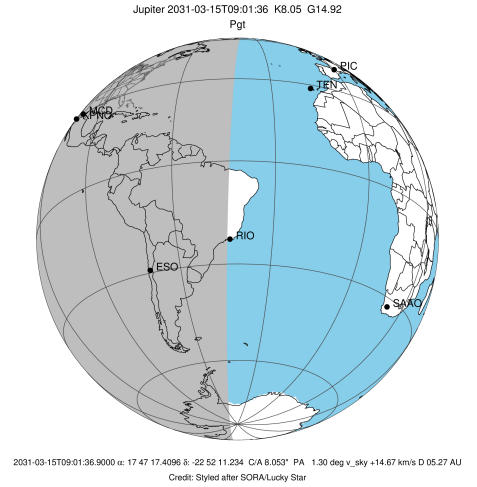 Jupiter 2031-03-15T09:01:36 K8.05 G14.92
Pgt
PIC
TEN
MCD
KPNO
RIO
ESO
SAAO
2031-03-15T09:01:36.9000 α: 17 47 17.4096 δ: -22 52 11.234 C/A 8.053" PA 1.30 deg v_sky +14.67 km/s D 05.27 AU
Credit: Styled after SORA/Lucky Star